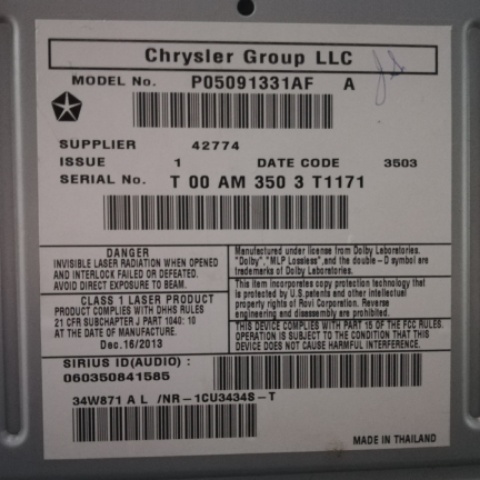 Chrysler Group LLC
MODEL No. P05091331AF A
SUPPLIER 42774
ISSUE 1 DATE CODE 3503
SERIAL No. T 00 AM 350 3 T1171
DANGER
INVISIBLE LASER RADIATION WHEN OPENED
AND INTERLOCK FAILED OR DEFEATED.
AVOID DIRECT EXPOSURE TO BEAM.
Manufactured under license from Dolby Laboratories.
"Dolby","MLP Lossless" and the double-D symbol are
trademarks of Dolby Laboratories.
This item incorporates copy protection technology that
is protected by U.S.patents and other intellectual
property rights of Rovi Corporation. Reverse
engineering and disassembly are prohibited.
CLASS 1 LASER PRODUCT
PRODUCT COMPLIES WITH DHHS RULES
21 CFR SUBCHAPTER J PART 1040: 10
AT THE DATE OF MANUFACTURE.
Dec.16/2013
THIS DEVICE COMPLIES WITH PART 15 OF THE FCC RULES.
OPERATION IS SUBJECT TO THE CONDITION THAT THIS
DEVICE DOES NOT CAUSE HARMFUL INTERFERENCE.
SIRIUS ID(AUDIO) :
060350841585
34W871 A L /NR-1CU3434S-T
MADE IN THAILAND